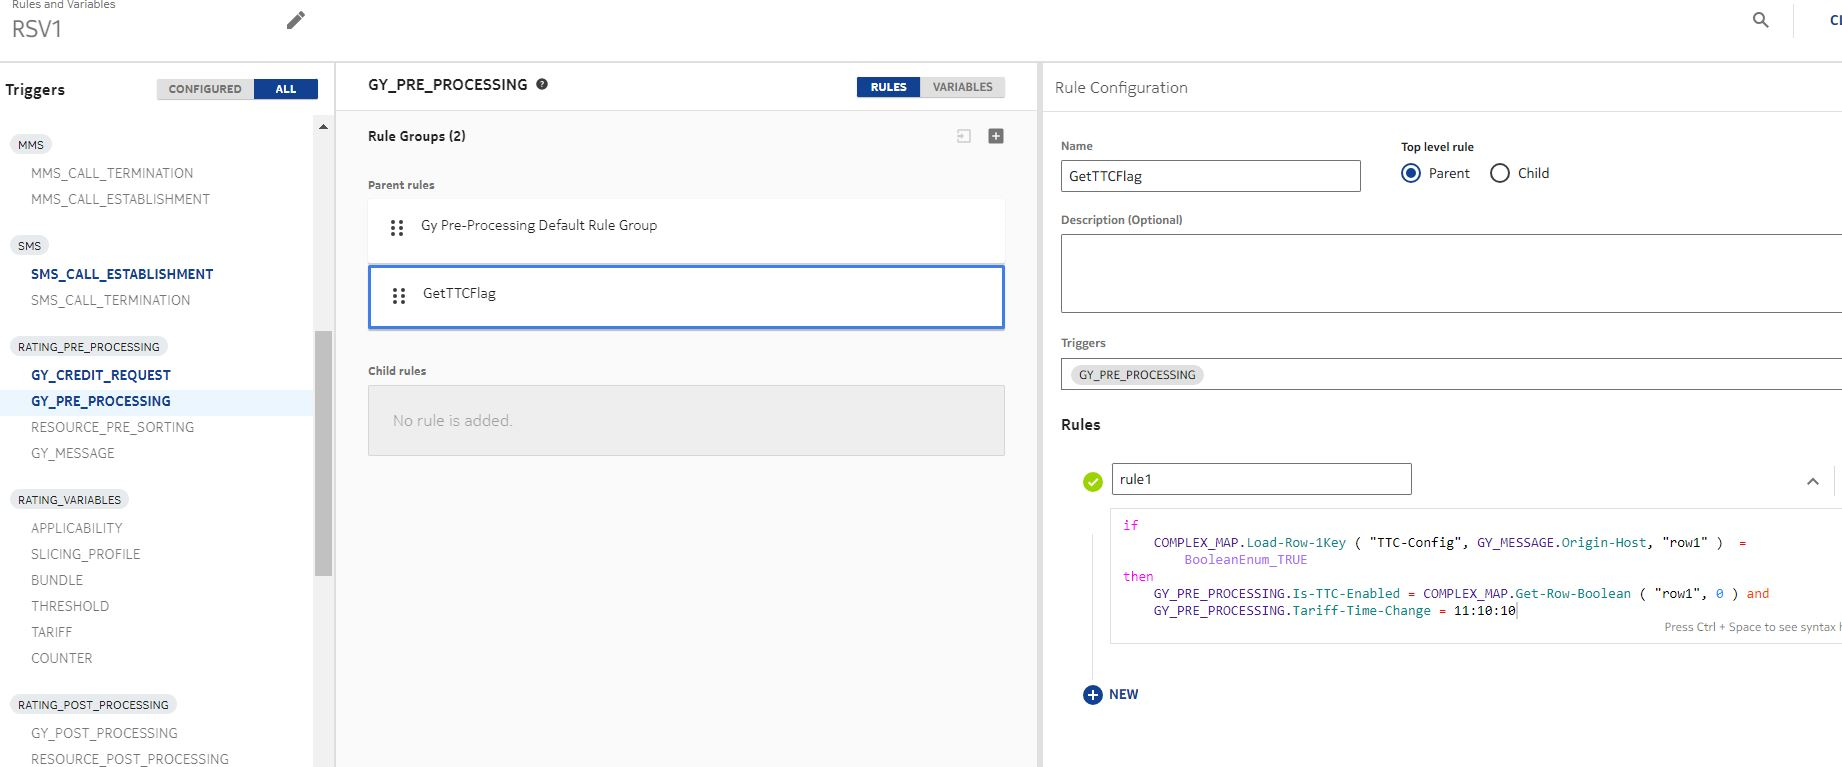 Rules and Variables
RSV1
Triggers
CONFIGURED
ALL
MMS
MMS_CALL_TERMINATION
MMS_CALL_ESTABLISHMENT
SMS
SMS_CALL_ESTABLISHMENT
SMS_CALL_TERMINATION
RATING_PRE_PROCESSING
GY_CREDIT_REQUEST
GY_PRE_PROCESSING
RESOURCE_PRE_SORTING
GY_MESSAGE
RATING_VARIABLES
APPLICABILITY
SLICING_PROFILE
BUNDLE
THRESHOLD
TARIFF
COUNTER
RATING_POST_PROCESSING
GY_POST_PROCESSING
RESOURCE_POST_PROCESSING
GY_PRE_PROCESSING ?
RULES
VARIABLES
Rule Groups (2)
Parent rules
Gy Pre-Processing Default Rule Group
GetTTCFlag
Child rules
No rule is added.
Rule Configuration
Name
GetTTCFlag
Top level rule
Parent
Child
Description (Optional)
Triggers
GY_PRE_PROCESSING
Rules
rule1
if
COMPLEX_MAP.Load-Row-1Key ( "TTC-Config", GY_MESSAGE.Origin-Host, "row1" ) =
BooleanEnum_TRUE
then
GY_PRE_PROCESSING.Is-TTC-Enabled = COMPLEX_MAP.Get-Row-Boolean ( "row1", 0 ) and
GY_PRE_PROCESSING.Tariff-Time-Change = 11:10:10
Press Ctrl + Space to see syntax
NEW